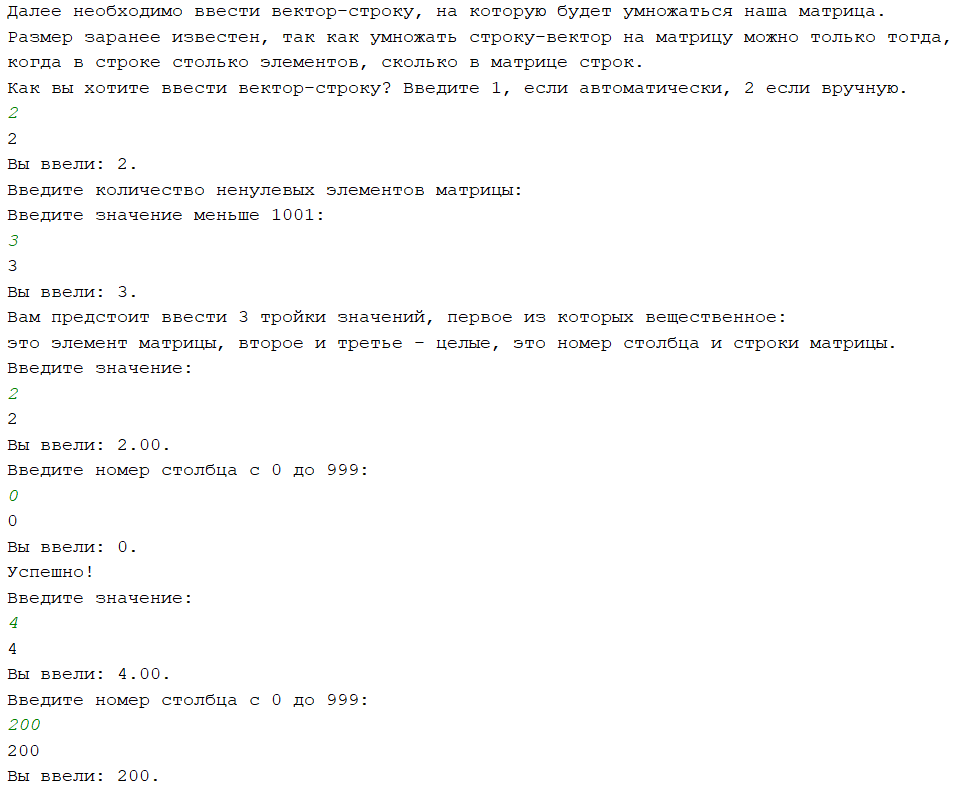 Далее необходимо ввести вектор-строку, на которую будет умножаться наша матрица.
Размер заранее известен, так как умножать строку-вектор на матрицу можно только тогда,
когда в строке столько элементов, сколько в матрице строк.
Как вы хотите ввести вектор-строку? Введите 1, если автоматически, 2 если вручную.
2
2
Вы ввели: 2.
Введите количество ненулевых элементов матрицы:
Введите значение меньше 1001:
3
3
Вы ввели: 3.
Вам предстоит ввести 3 тройки значений, первое из которых вещественное:
это элемент матрицы, второе и третье - целые, это номер столбца и строки матрицы.
Введите значение:
2
2
Вы ввели: 2.00.
Введите номер столбца с 0 до 999:
0
0
Вы ввели: 0.
Успешно!
Введите значение:
4
4
Вы ввели: 4.00.
Введите номер столбца с 0 до 999:
200
200
Вы ввели: 200.